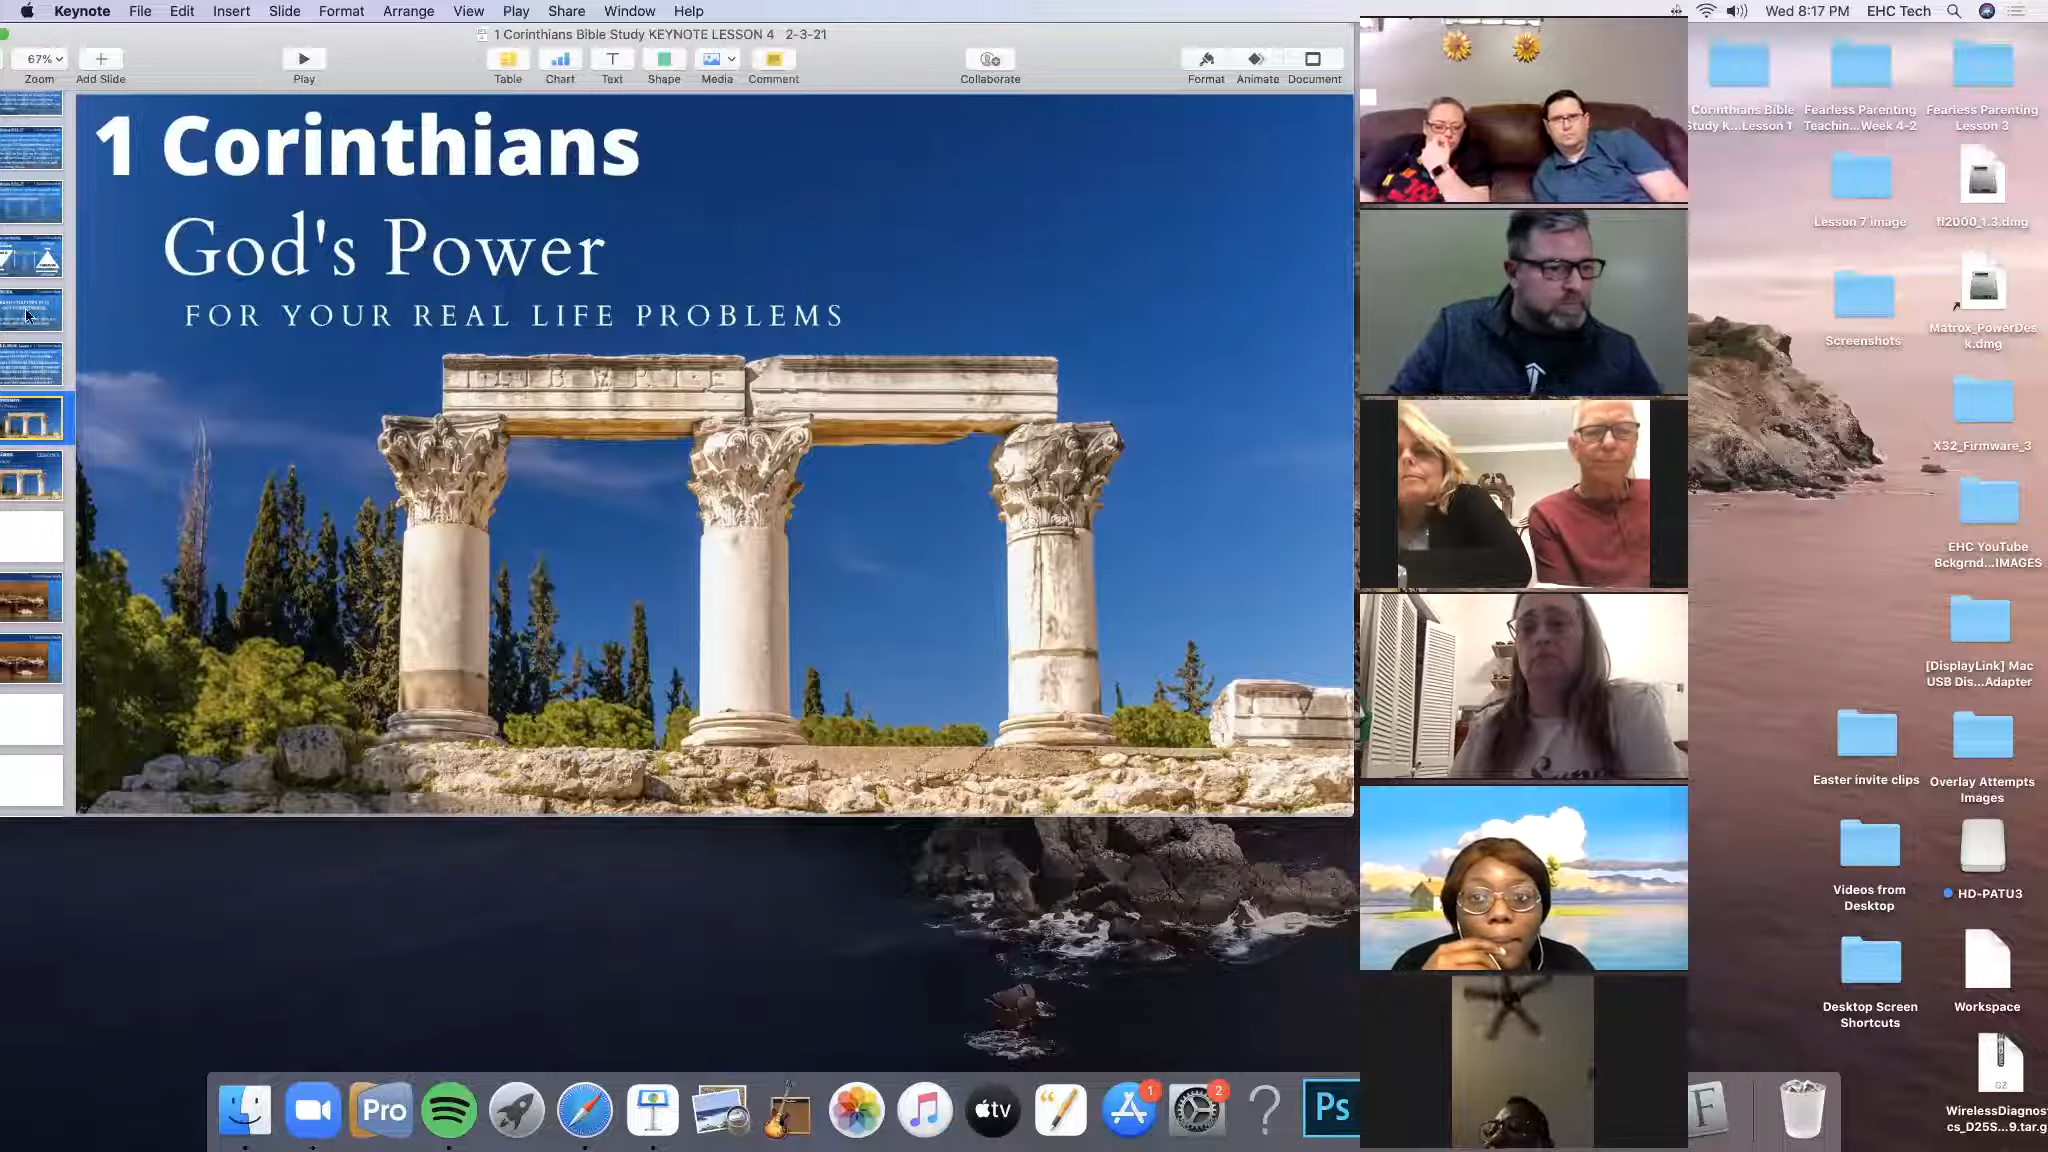 Keynote File Edit Insert Slide Format Arrange View Play Share Window Help
Wed 8:17 PM EHC Tech
1 Corinthians Bible Study KEYNOTE LESSON 4 2-3-21
67%
Zoom Add Slide Play Table Chart Text Shape Media Comment Collaborate Format Animate Document
1 Corinthians
God's Power
FOR YOUR REAL LIFE PROBLEMS
Corinthians Bible
Study K...Lesson 1
Fearless Parenting
Teachin...Week 4-2
Fearless Parenting
Lesson 3
Lesson 7 image
fl2000_1.3.dmg
Screenshots
Matrox_PowerDes
k.dmg
X32_Firmware_3
EHC YouTube
Bckgrnd...IMAGES
[DisplayLink] Mac
USB Dis...Adapter
Easter invite clips
Overlay Attempts
Images
Videos from
Desktop
HD-PATU3
Desktop Screen
Shortcuts
Workspace
GZ
WirelessDiagnos
cs_D25S...9.tar.g
Pro
tv
1
2
Ps
F